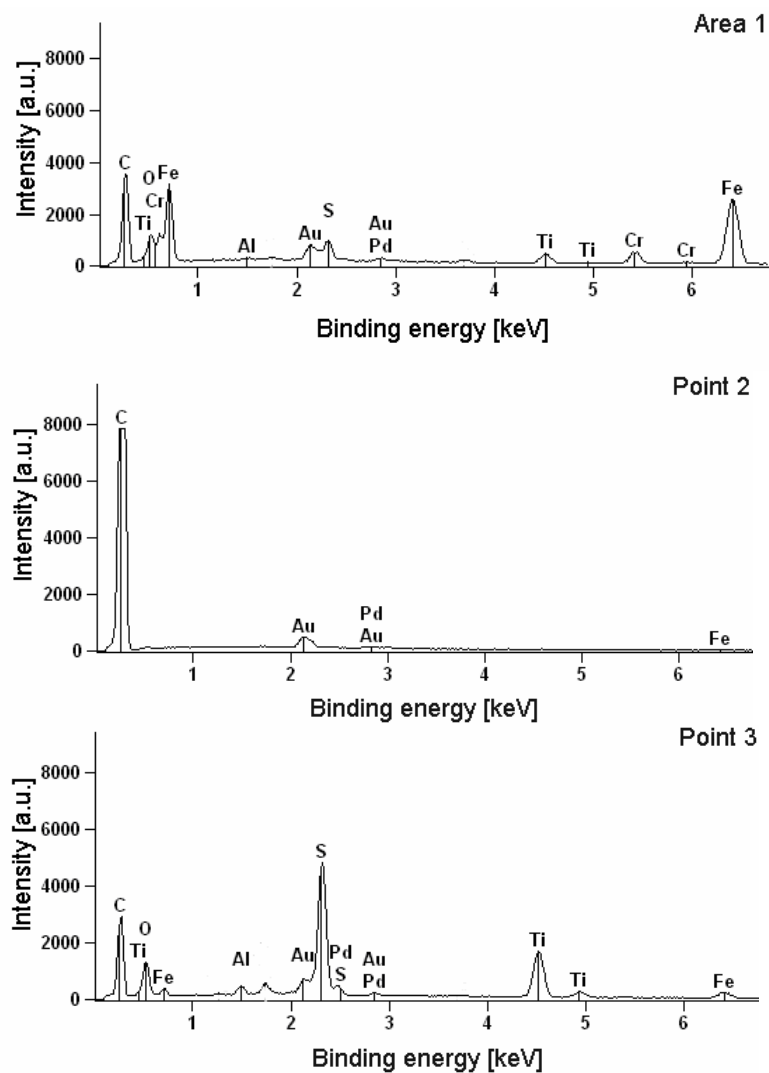 Area 1
Intensity [a.u.]
8000
6000
4000
2000
0
C
O
Fe
Cr
Ti
Al
Au
S
Au
Pd
Ti
Ti
Cr
Cr
Fe
1 2 3 4 5 6
Binding energy [keV]
Point 2
Intensity [a.u.]
8000
6000
4000
2000
0
C
Au
Pd
Au
Fe
1 2 3 4 5 6
Binding energy [keV]
Point 3
Intensity [a.u.]
8000
6000
4000
2000
0
C
O
Ti
Fe
Al
Au
S
Pd
S
Au
Pd
Ti
Ti
Fe
1 2 3 4 5 6
Binding energy [keV]